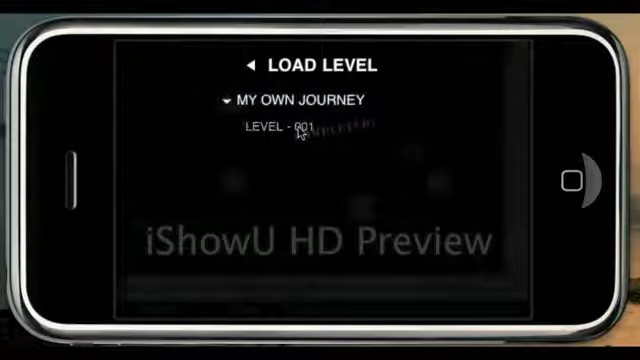 LOAD LEVEL
MY OWN JOURNEY
LEVEL - 001
iShowU HD Preview